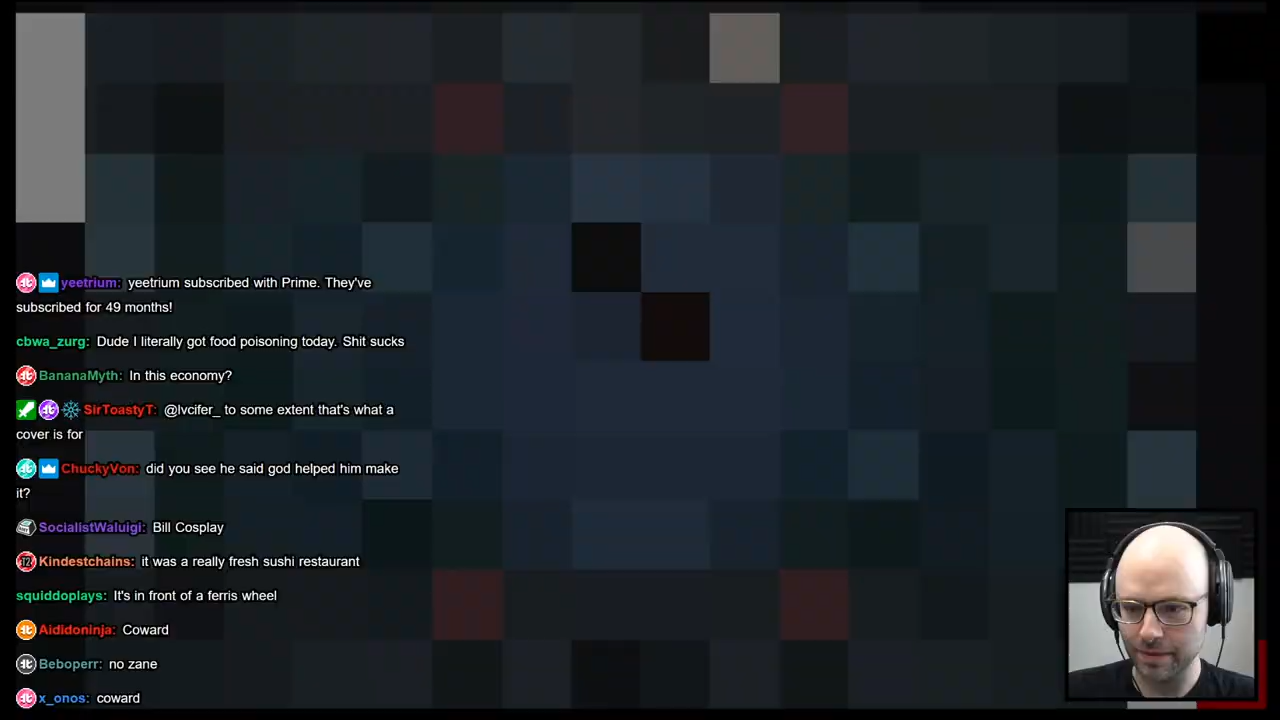 yeetrium: yeetrium subscribed with Prime. They've
subscribed for 49 months!
cbwa_zurg: Dude I literally got food poisoning today. Shit sucks
BananaMyth: In this economy?
SirToastyT: @lvcifer_ to some extent that's what a
cover is for
ChuckyVon: did you see he said god helped him make
it?
SocialistWaluigI: Bill Cosplay
Kindestchains: it was a really fresh sushi restaurant
squiddoplays: It's in front of a ferris wheel
Aididoninja: Coward
Beboperr: no zane
x_onos: coward